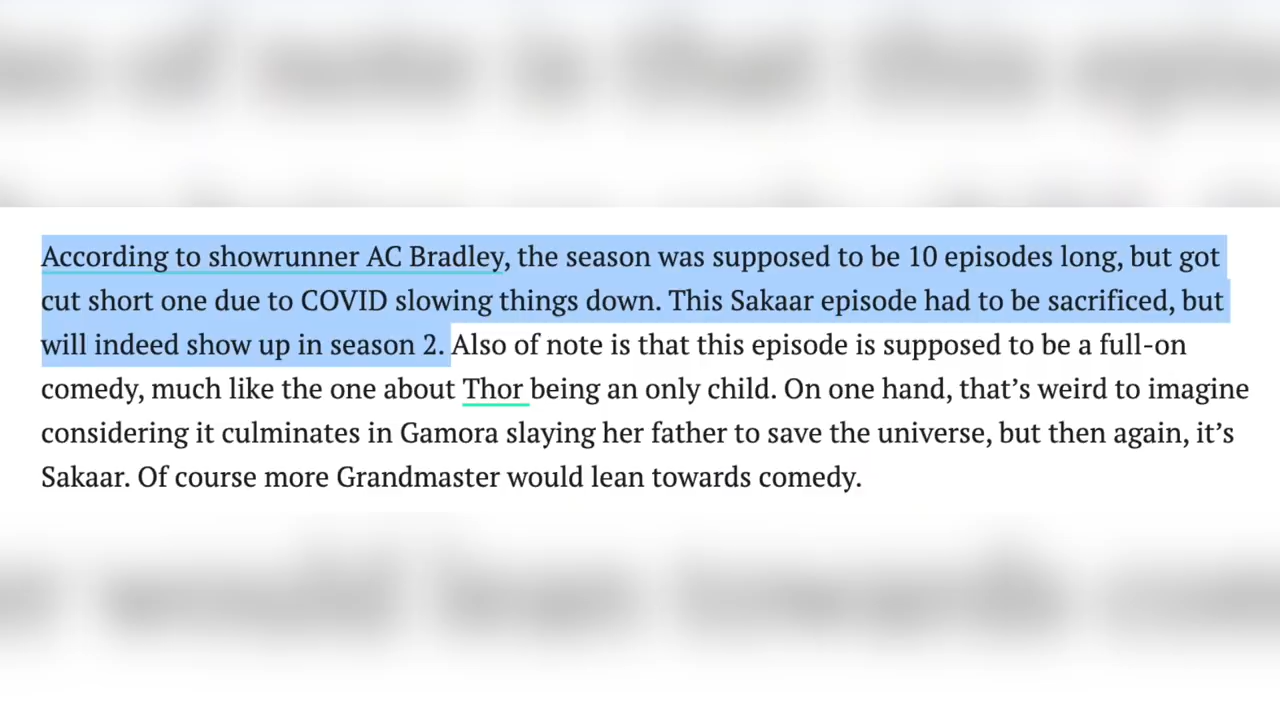 According to showrunner AC Bradley, the season was supposed to be 10 episodes long, but got
cut short one due to COVID slowing things down. This Sakaar episode had to be sacrificed, but
will indeed show up in season 2. Also of note is that this episode is supposed to be a full-on
comedy, much like the one about Thor being an only child. On one hand, that’s weird to imagine
considering it culminates in Gamora slaying her father to save the universe, but then again, it’s
Sakaar. Of course more Grandmaster would lean towards comedy.